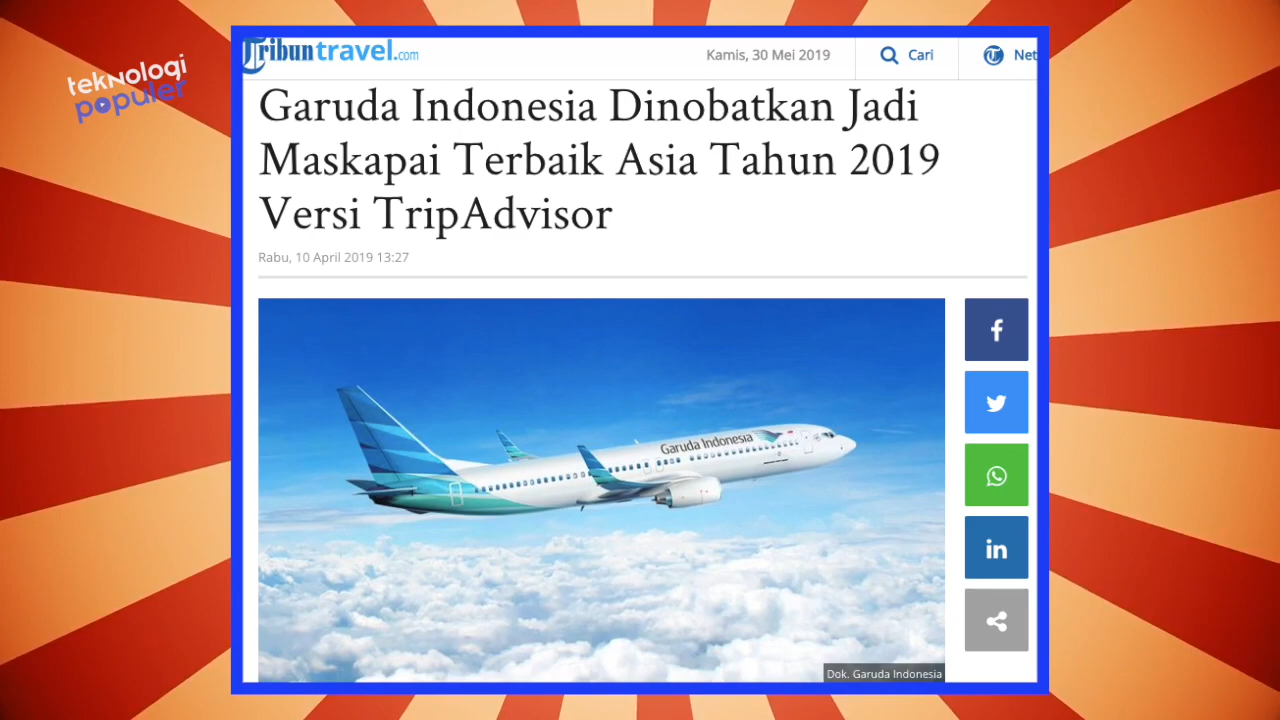 teknologi
populer
Tribuntravel.com
Kamis, 30 Mei 2019
Cari
Net
Garuda Indonesia Dinobatkan Jadi
Maskapai Terbaik Asia Tahun 2019
Versi TripAdvisor
Rabu, 10 April 2019 13:27
Garuda Indonesia
Dok. Garuda Indonesia